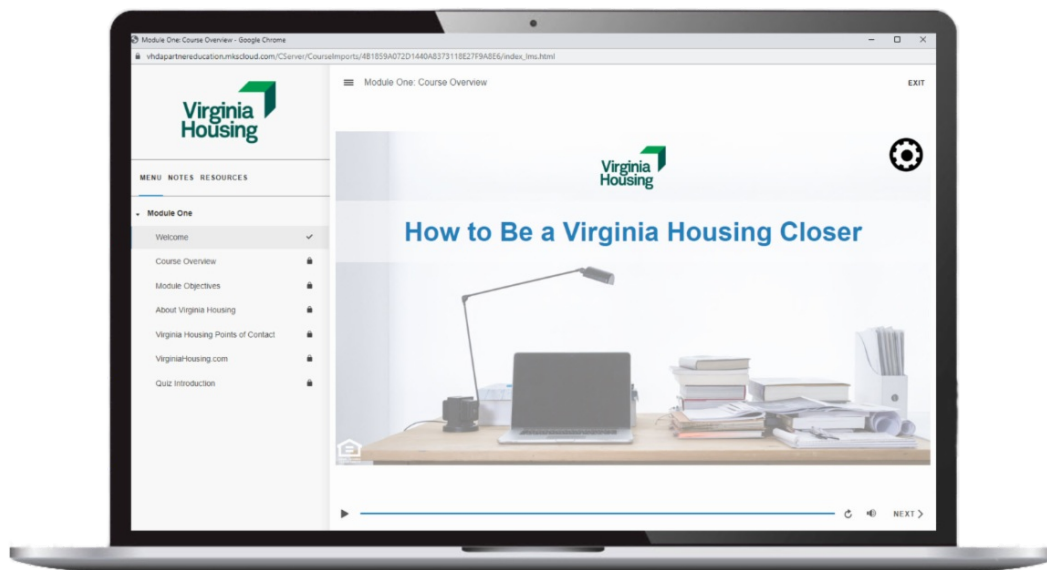 Module One: Course Overview - Google Chrome
vhdapartnereducation.mkscloud.com/CServer/CourseImports/4B1859A072D1440A8373118E27F9A8E6/index_lms.html
Virginia
Housing
MENU NOTES RESOURCES
Module One
Welcome
Course Overview
Module Objectives
About Virginia Housing
Virginia Housing Points of Contact
VirginiaHousing.com
Quiz Introduction
Module One: Course Overview
EXIT
Virginia
Housing
How to Be a Virginia Housing Closer
NEXT